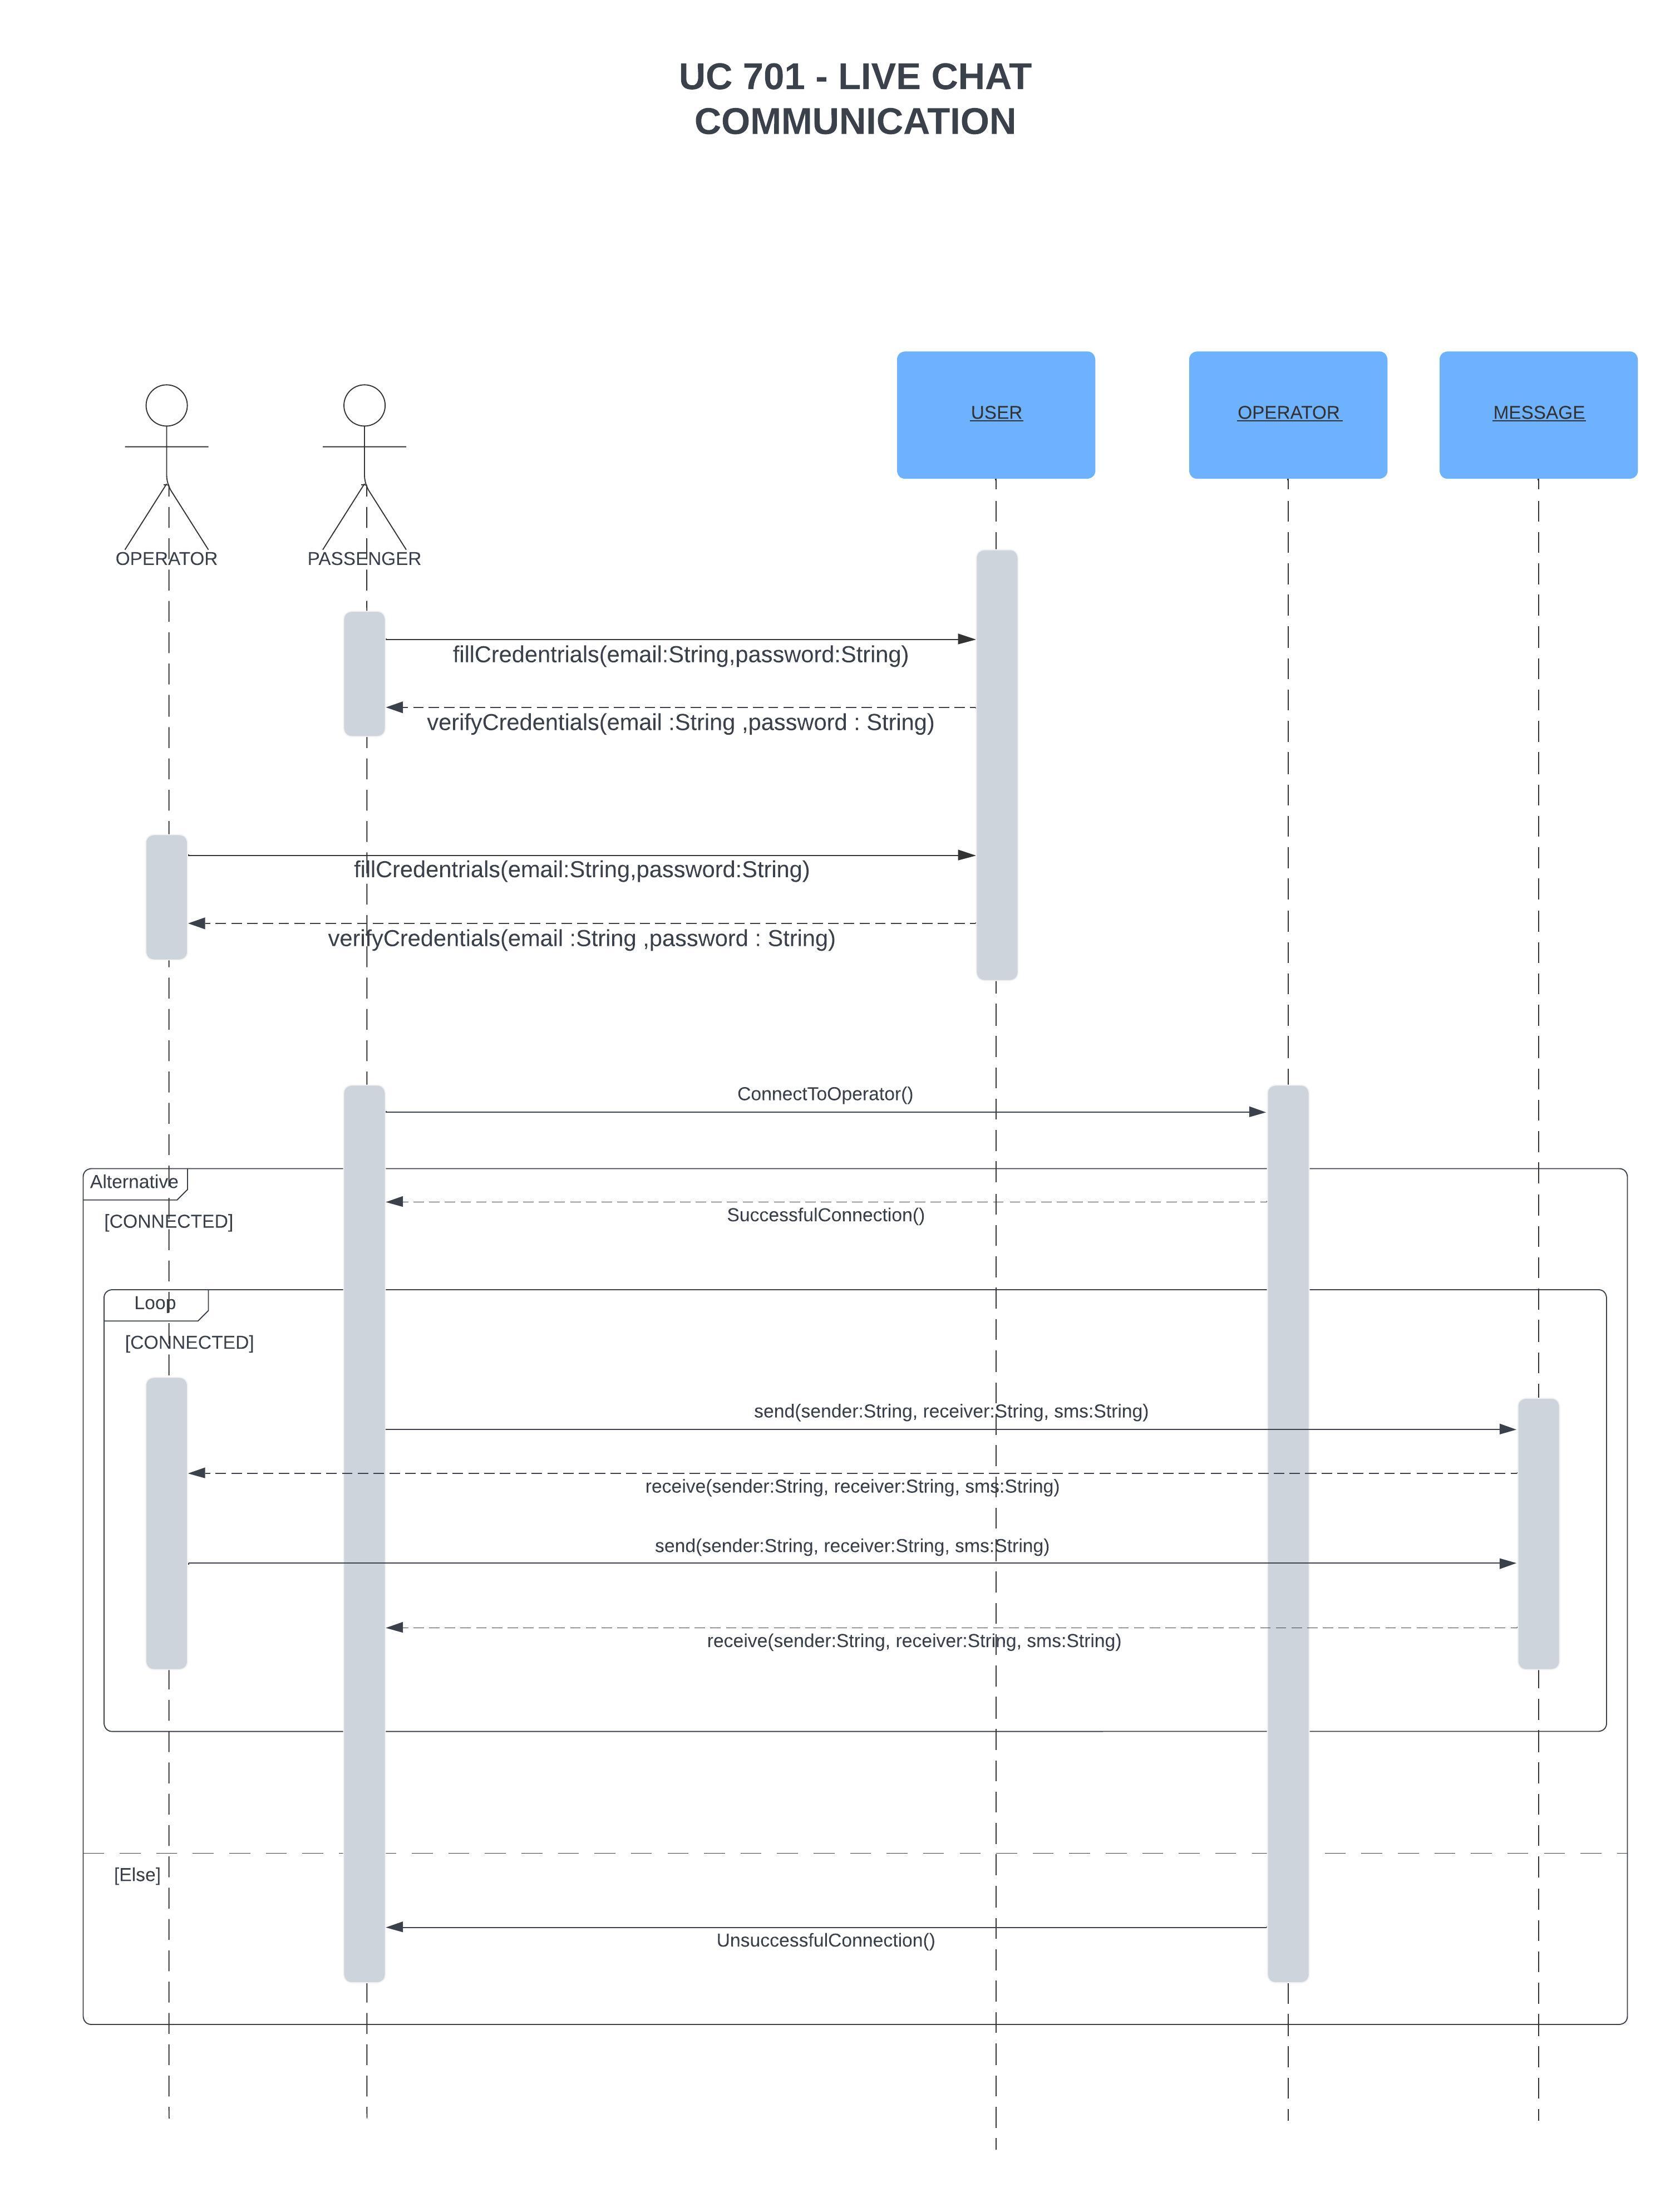 UC 701 - LIVE CHAT
COMMUNICATION
USER
OPERATOR
MESSAGE
OPERATOR
PASSENGER
fillCredentrials(email:String,password:String)
verifyCredentials(email :String ,password : String)
fillCredentrials(email:String,password:String)
verifyCredentials(email :String ,password : String)
ConnectToOperator()
Alternative
SuccessfulConnection()
[CONNECTED]
Loop
[CONNECTED]
send(sender:String, receiver:String, sms:String)
receive(sender:String, receiver:String, sms:String)
send(sender:String, receiver:String, sms:String)
receive(sender:String, receiver:String, sms:String)
[Else]
UnsuccessfulConnection()